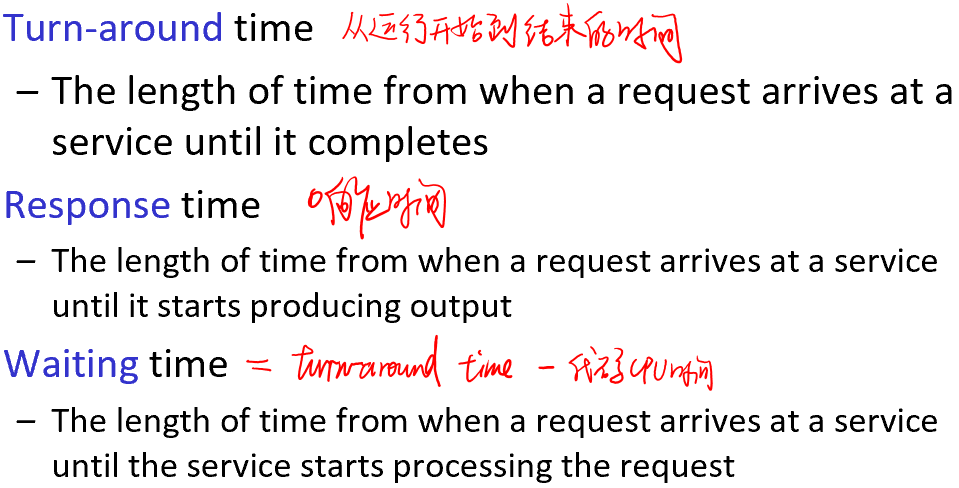 Turn-around time 从运行开始到结束的时间
– The length of time from when a request arrives at a
service until it completes
Response time 响应时间
– The length of time from when a request arrives at a service
until it starts producing output
Waiting time = turnaround time - 代码CPU时间
– The length of time from when a request arrives at a service
until the service starts processing the request